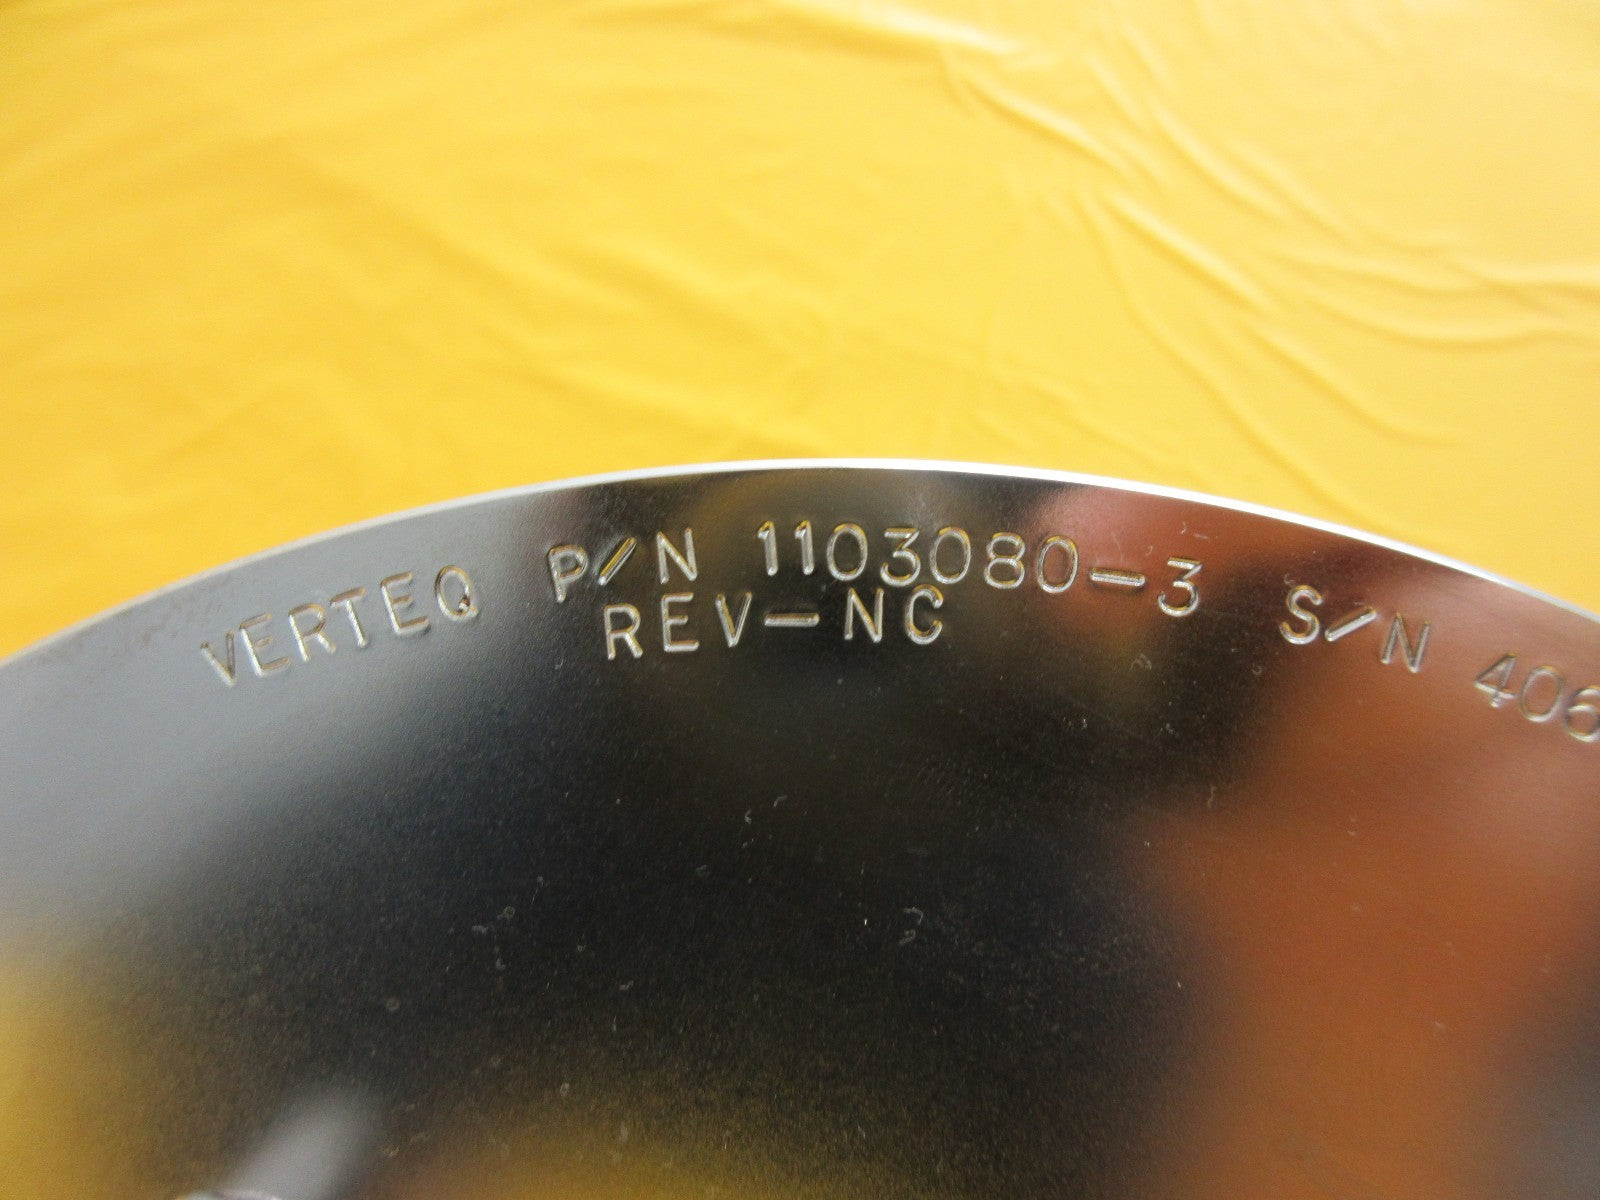 VERTEQ P/N 1103080-3 S/N 406
REV-NC